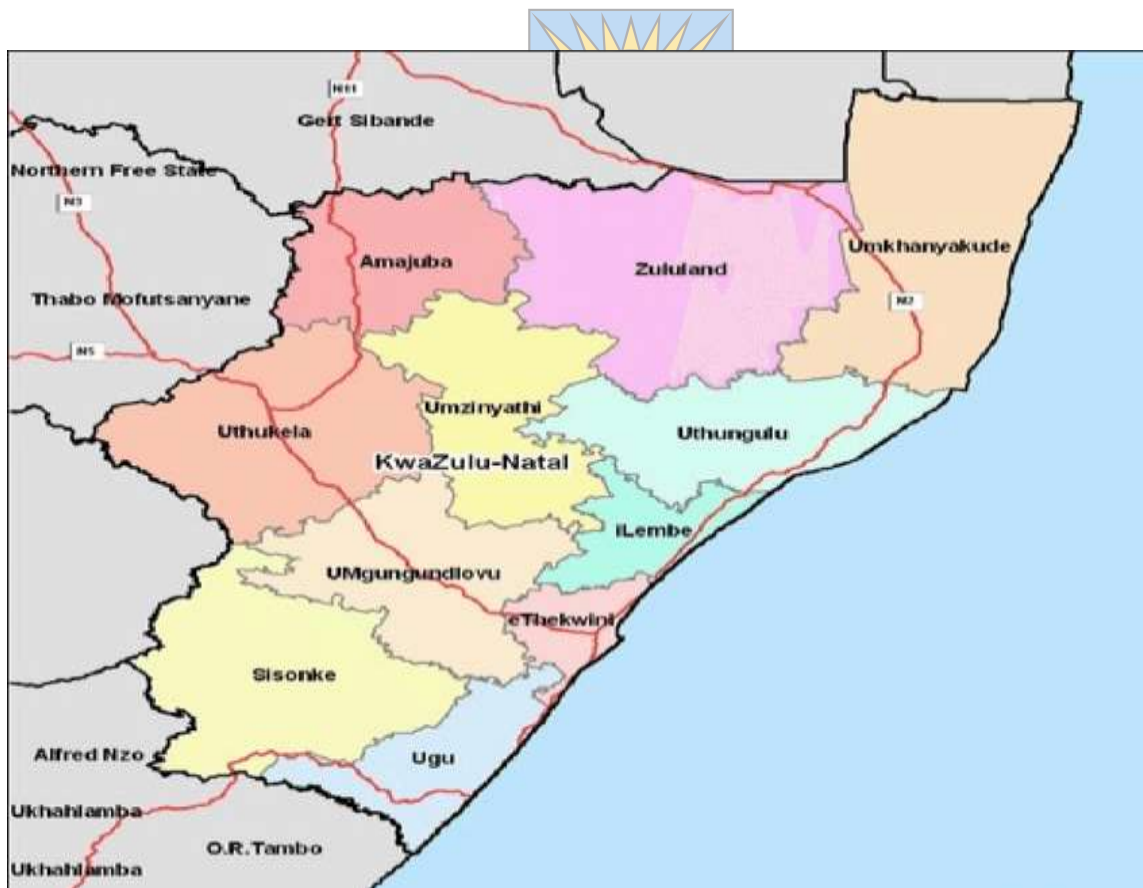 N11
Gert Sibande
Northern Free State
N3
Amajuba
Umkhanyakude
Zululand
Thabo Mofutsanyane
N2
N5
Umzinyathi
Uthukela
Uthungulu
KwaZulu-Natal
iLembe
UMgungundlovu
eThekwini
Sisonke
Alfred Nzo
Ugu
Ukhahlamba
O.R.Tambo
Ukhahlamba